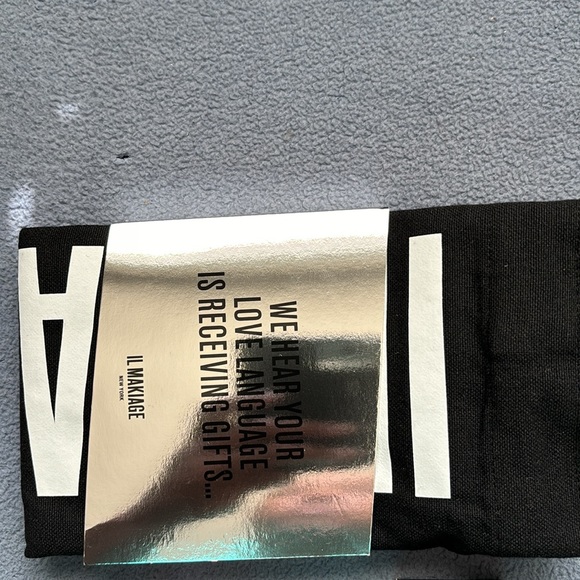 WE HEAR YOUR
LOVE LANGUAGE
IS RECEIVING GIFTS...
IL MAKIAGE
NEW YORK